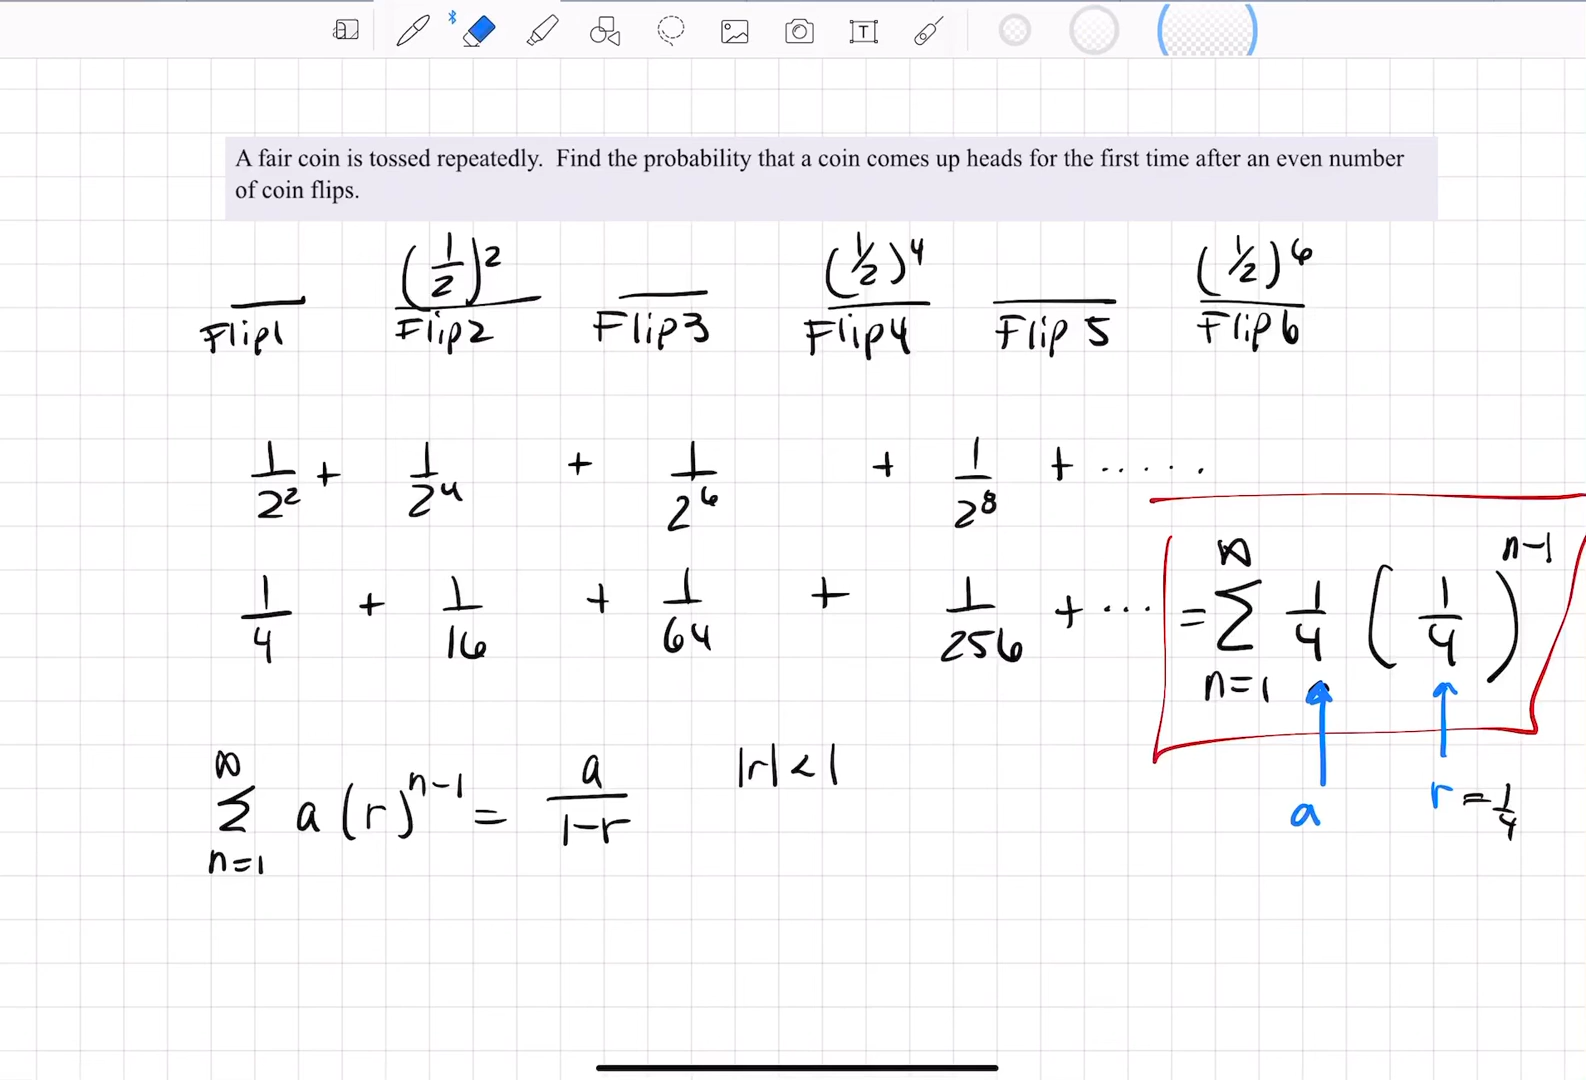 A fair coin is tossed repeatedly. Find the probability that a coin comes up heads for the first time after an even number
of coin flips.
(1/2)^2 (1/2)^4 (1/2)^6
Flip1 Flip2 Flip3 Flip4 Flip 5 Flip6
1/2^2 + 1/2^4 + 1/2^6 + 1/2^8 + ......
1/4 + 1/16 + 1/64 + 1/256 + ... = ∑ n=1 ∞ 1/4 (1/4)^n-1
∑ n=1 ∞ a(r)^n-1 = a/1-r |r| < 1
a r = 1/4